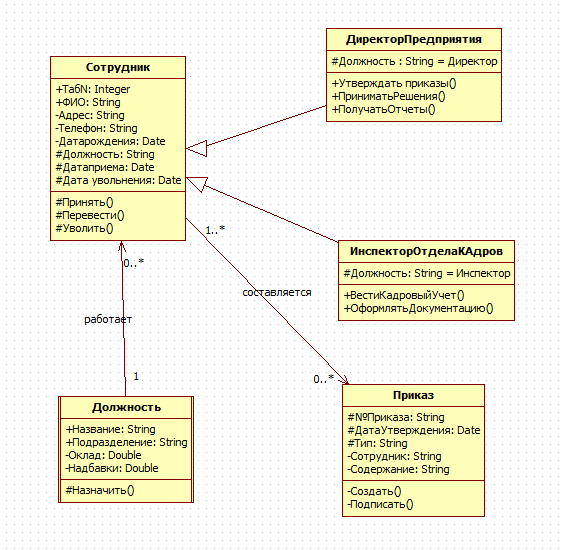 ДиректорПредприятия
#Должность : String = Директор
+Утверждать приказы()
+ПриниматьРешения()
+ПолучатьОтчеты()
Сотрудник
+ТабN: Integer
+ФИО: String
-Адрес: String
-Телефон: String
-Датарождения: Date
#Должность: String
#Датаприема: Date
#Дата увольнения: Date
#Принять()
#Перевести()
#Уволить()
1..*
0..*
ИнспекторОтделаКАдров
#Должность: String = Инспектор
+ВестиКадровыйУчет()
+ОформлятьДокументацию()
составляется
работает
1
0..*
Должность
+Название: String
+Подразделение: String
-Оклад: Double
-Надбавки: Double
#Назначить()
Приказ
#№Приказа: String
#ДатаУтверждения: Date
#Тип: String
-Сотрудник: String
-Содержание: String
-Создать()
-Подписать()